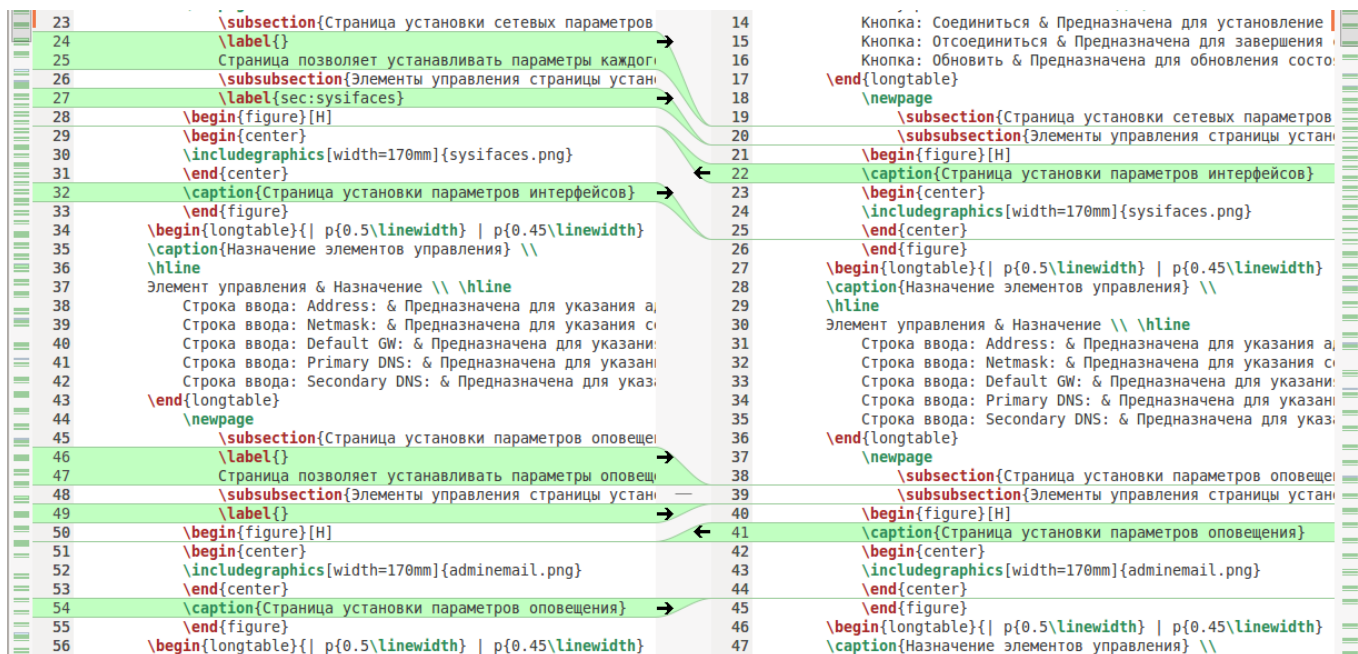 23 \subsection{Страница установки сетевых параметров
24 \label{}
25 Страница позволяет устанавливать параметры
26 \subsubsection{Элементы управления страницы
27 \label{sec:sysifaces}
28 \begin{figure}[H]
29 \begin{center}
30 \includegraphics[width=170mm]{sysifaces.png}
31 \end{center}
32 \caption{Страница установки параметров интерфейсов}
33 \end{figure}
34 \begin{longtable}{| p{0.5\linewidth} | p{0.45\linewidth}
35 \caption{Назначение элементов управления} \\
36 \hline
37 Элемент управления & Назначение \\ \hline
38 Строка ввода: Address: & Предназначена для указания
39 Строка ввода: Netmask: & Предназначена для указания
40 Строка ввода: Default GW: & Предназначена для
41 Строка ввода: Primary DNS: & Предназначена для
42 Строка ввода: Secondary DNS: & Предназначена для
43 \end{longtable}
44 \newpage
45 \subsection{Страница установки параметров
46 \label{}
47 Страница позволяет устанавливать параметры
48 \subsubsection{Элементы управления страницы
49 \label{}
50 \begin{figure}[H]
51 \begin{center}
52 \includegraphics[width=170mm]{adminemail.png}
53 \end{center}
54 \caption{Страница установки параметров оповещения}
55 \end{figure}
56 \begin{longtable}{| p{0.5\linewidth} | p{0.45\linewidth}
14 Кнопка: Соединиться & Предназначена для установление
15 Кнопка: Отсоединиться & Предназначена для завершения
16 Кнопка: Обновить & Предназначена для обновления
17 \end{longtable}
18 \newpage
19 \subsection{Страница установки сетевых параметров
20 \subsubsection{Элементы управления страницы
21 \begin{figure}[H]
22 \caption{Страница установки параметров интерфейсов}
23 \begin{center}
24 \includegraphics[width=170mm]{sysifaces.png}
25 \end{center}
26 \end{figure}
27 \begin{longtable}{| p{0.5\linewidth} | p{0.45\linewidth}
28 \caption{Назначение элементов управления} \\
29 \hline
30 Элемент управления & Назначение \\ \hline
31 Строка ввода: Address: & Предназначена для указания
32 Строка ввода: Netmask: & Предназначена для указания
33 Строка ввода: Default GW: & Предназначена для
34 Строка ввода: Primary DNS: & Предназначена для
35 Строка ввода: Secondary DNS: & Предназначена для
36 \end{longtable}
37 \newpage
38 \subsection{Страница установки параметров
39 \subsubsection{Элементы управления страницы
40 \begin{figure}[H]
41 \caption{Страница установки параметров оповещения}
42 \begin{center}
43 \includegraphics[width=170mm]{adminemail.png}
44 \end{center}
45 \end{figure}
46 \begin{longtable}{| p{0.5\linewidth} | p{0.45\linewidth}
47 \caption{Назначение элементов управления} \\